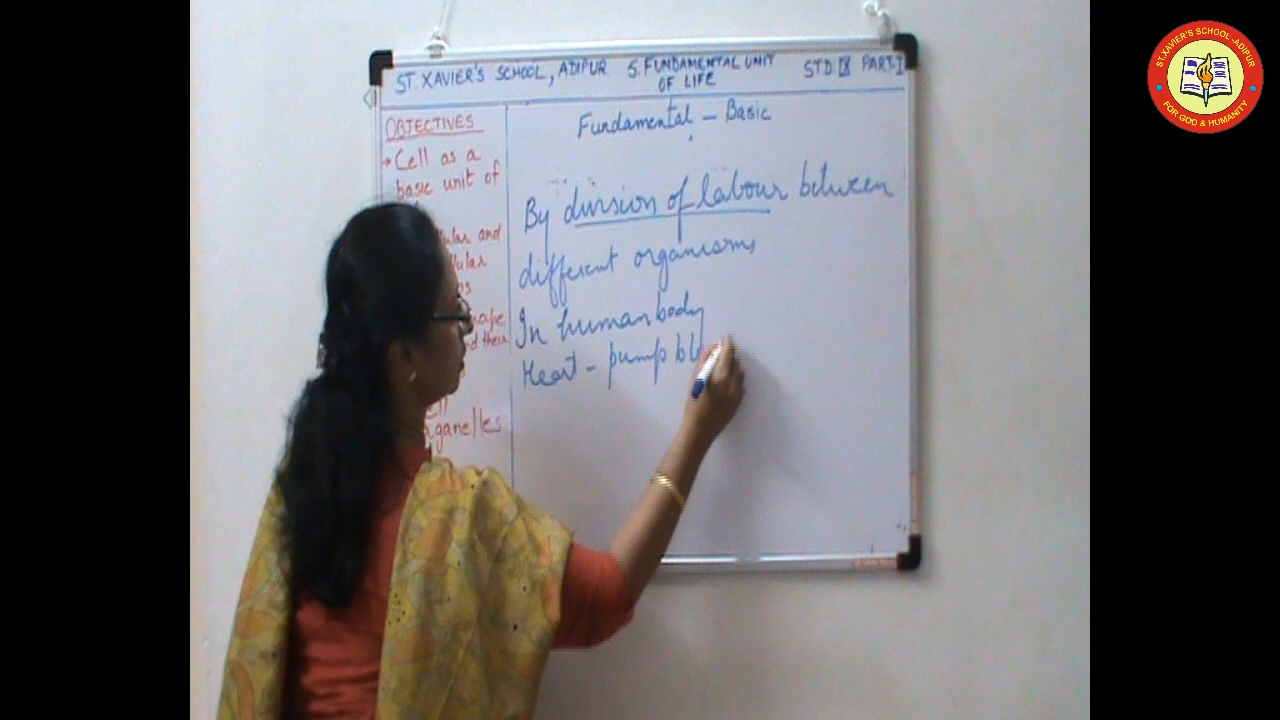 ST. XAVIER'S SCHOOL, ADIPUR 5. FUNDAMENTAL UNIT OF LIFE STD. IX PART-I
OBJECTIVES
→ Cell as a
basic unit of
and
Fundamental – Basic
By division of labour between
different organisms
In human body
Heart – pump bl
ST.XAVIER'S SCHOOL-ADIPUR
FOR GOD & HUMANITY